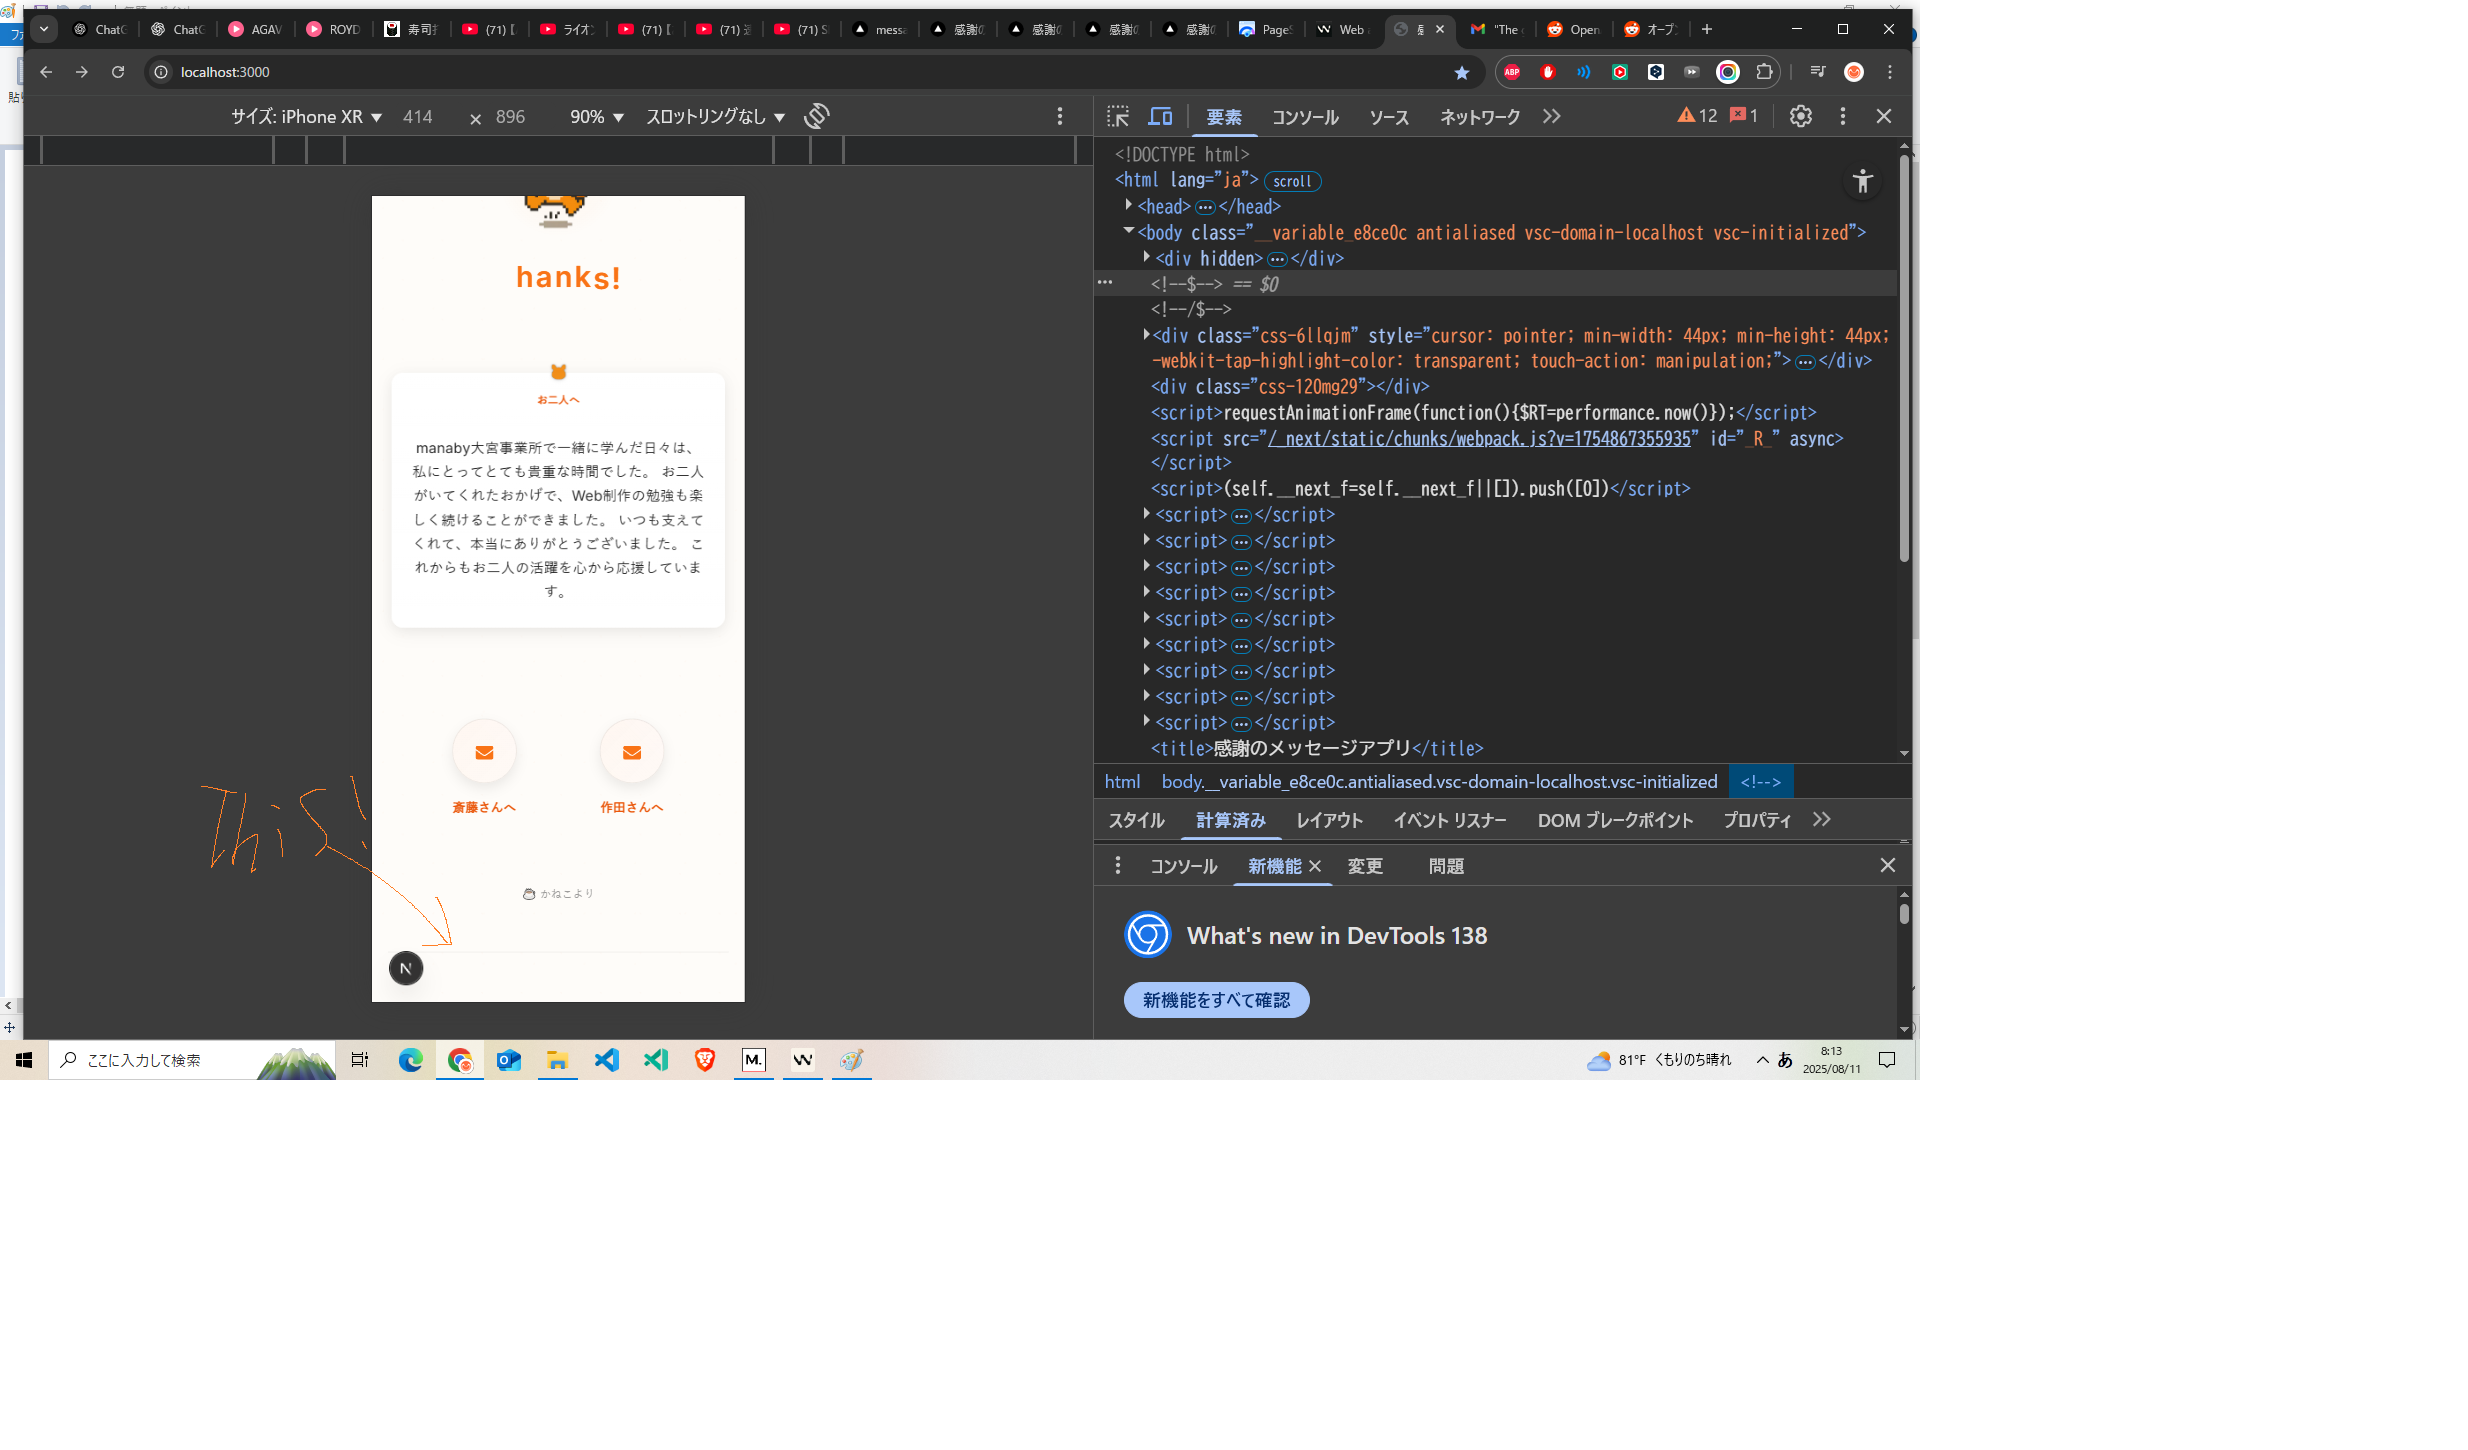 ChatG
ChatG
AGAV
ROYD
寿司打
(71)
ライオン
(71)
(71)
(71) S
messa
感謝の
感謝の
感謝の
感謝の
PageS
Web
"The
Open
オープン
localhost:3000
ABP
サイズ: iPhone XR ▼ 414 × 896 90% ▼ スロットリングなし ▼
要素 コンソール ソース ネットワーク 12 1
hanks!
お二人へ
manaby大宮事業所で一緒に学んだ日々は、
私にとってとても貴重な時間でした。 お二人
がいてくれたおかげで、Web制作の勉強も楽
しく続けることができました。 いつも支えて
くれて、本当にありがとうございました。 こ
れからもお二人の活躍を心から応援していま
す。
斎藤さんへ 作田さんへ
かねこより
N
This!
<!DOCTYPE html>
<html lang="ja"> scroll
<head>…</head>
<body class="__variable_e8ce0c antialiased vsc-domain-localhost vsc-initialized">
<div hidden>…</div>
… <!--$--> == $0
<!--/$-->
<div class="css-6llqjm" style="cursor: pointer; min-width: 44px; min-height: 44px;
-webkit-tap-highlight-color: transparent; touch-action: manipulation;">…</div>
<div class="css-120mg29"></div>
<script>requestAnimationFrame(function(){$RT=performance.now()});</script>
<script src="/_next/static/chunks/webpack.js?v=1754867355935" id="_R_" async>
</script>
<script>(self.__next_f=self.__next_f||[]).push([0])</script>
<script>…</script>
<script>…</script>
<script>…</script>
<script>…</script>
<script>…</script>
<script>…</script>
<script>…</script>
<script>…</script>
<script>…</script>
<title>感謝のメッセージアプリ</title>
html body.__variable_e8ce0c.antialiased.vsc-domain-localhost.vsc-initialized <!-->
スタイル 計算済み レイアウト イベント リスナー DOM ブレークポイント プロパティ
コンソール 新機能 変更 問題
What's new in DevTools 138
新機能をすべて確認
ここに入力して検索
M.
81°F くもりのち晴れ
あ
8:13
2025/08/11